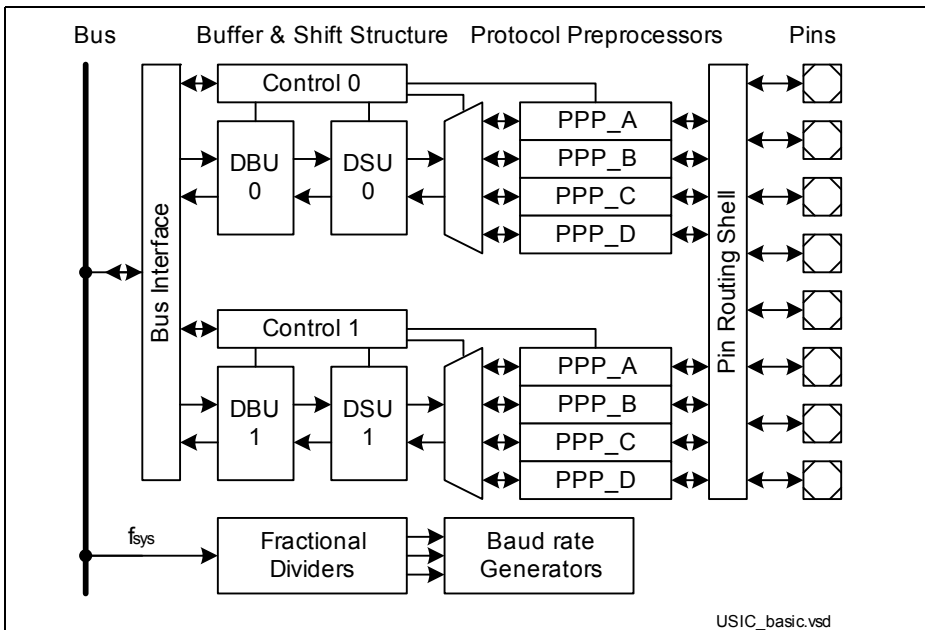 Bus
Buffer & Shift Structure
Protocol Preprocessors
Pins
Bus Interface
Control 0
DBU
0
DSU
0
PPP_A
PPP_B
PPP_C
PPP_D
Pin Routing Shell
Control 1
DBU
1
DSU
1
PPP_A
PPP_B
PPP_C
PPP_D
fsys
Fractional
Dividers
Baud rate
Generators
USIC_basic.vsd